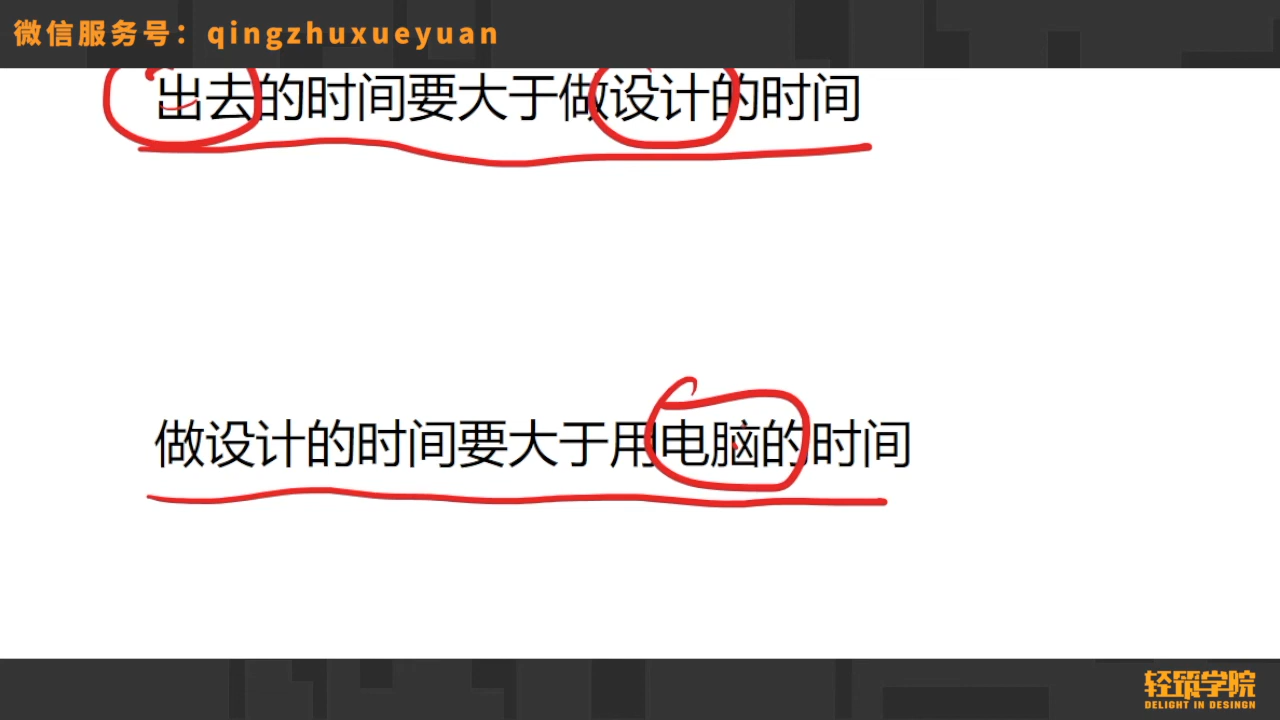 微信服务号：qingzhuxueyuan
出去的时间要大于做设计的时间
做设计的时间要大于用电脑的时间
轻筑学院
DELIGHT IN DESINGN